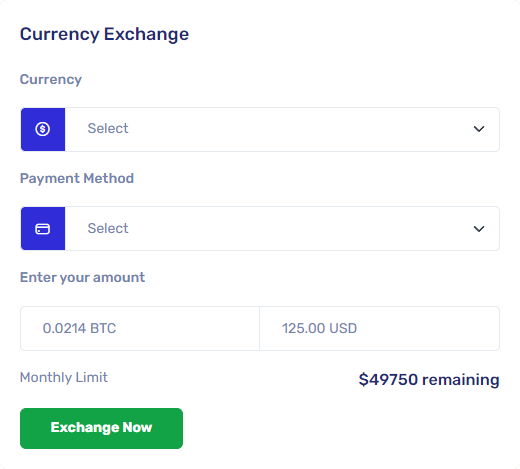 Currency Exchange
Currency
Select
Payment Method
Select
Enter your amount
0.0214 BTC 125.00 USD
Monthly Limit $49750 remaining
Exchange Now